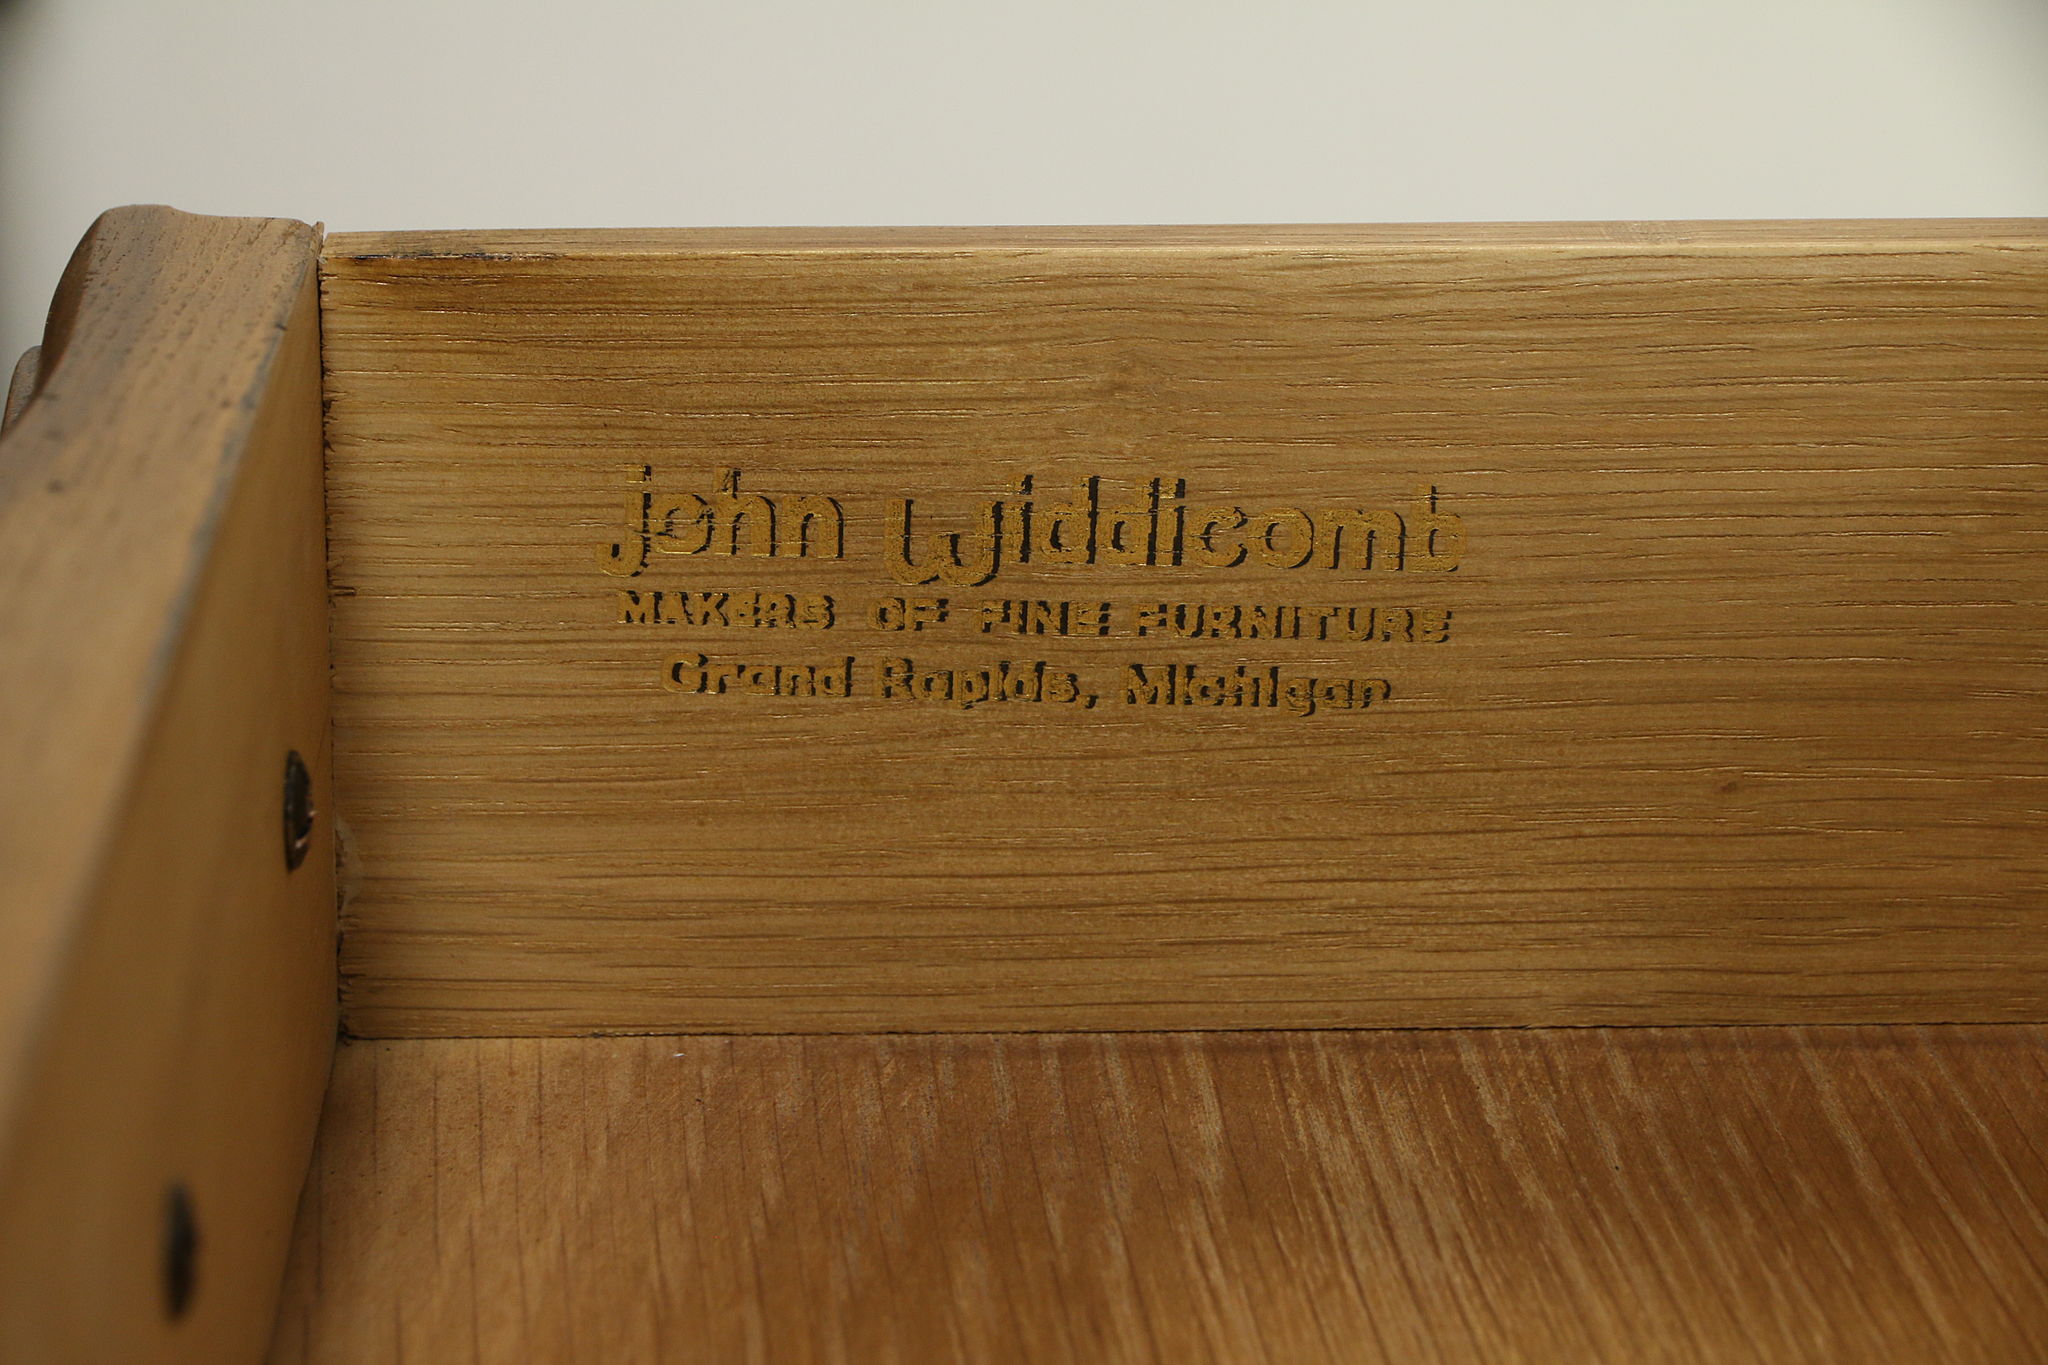 john widdicomb
MAKERS OF FINE FURNITURE
Grand Rapids, Michigan